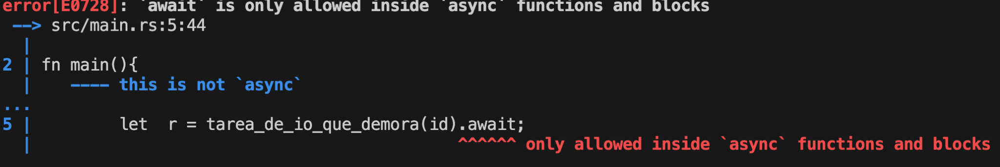 error[E0728]: `await` is only allowed inside `async` functions and blocks
 --> src/main.rs:5:44
  |
2 | fn main(){
  |    ---- this is not `async`
...
5 |         let  r = tarea_de_io_que_demora(id).await;
  |                                            ^^^^^^ only allowed inside `async` functions and blocks